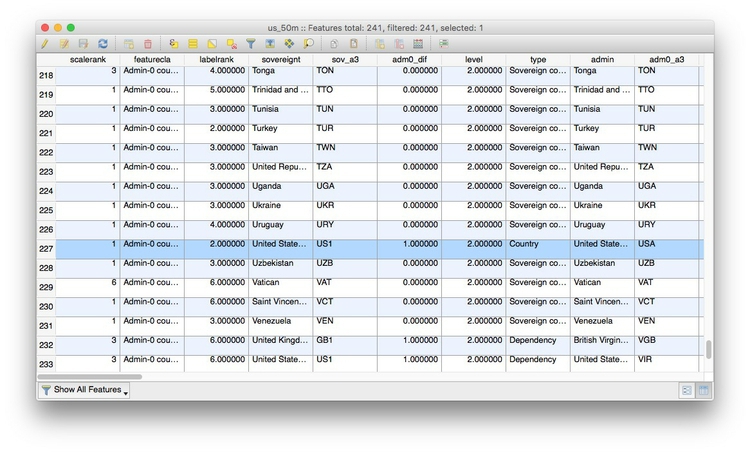 us_50m :: Features total: 241, filtered: 241, selected: 1
scalerank featurecla labelrank sovereignt sov_a3 adm0_dif level type admin adm0_a3
218 3 Admin-0 cou... 4.000000 Tonga TON 0.000000 2.000000 Sovereign co... Tonga TON
219 1 Admin-0 cou... 5.000000 Trinidad and ... TTO 0.000000 2.000000 Sovereign co... Trinidad and ... TTO
220 1 Admin-0 cou... 3.000000 Tunisia TUN 0.000000 2.000000 Sovereign co... Tunisia TUN
221 1 Admin-0 cou... 2.000000 Turkey TUR 0.000000 2.000000 Sovereign co... Turkey TUR
222 1 Admin-0 cou... 3.000000 Taiwan TWN 0.000000 2.000000 Sovereign co... Taiwan TWN
223 1 Admin-0 cou... 3.000000 United Repu... TZA 0.000000 2.000000 Sovereign co... United Repu... TZA
224 1 Admin-0 cou... 3.000000 Uganda UGA 0.000000 2.000000 Sovereign co... Uganda UGA
225 1 Admin-0 cou... 3.000000 Ukraine UKR 0.000000 2.000000 Sovereign co... Ukraine UKR
226 1 Admin-0 cou... 4.000000 Uruguay URY 0.000000 2.000000 Sovereign co... Uruguay URY
227 1 Admin-0 cou... 2.000000 United State... US1 1.000000 2.000000 Country United State... USA
228 1 Admin-0 cou... 3.000000 Uzbekistan UZB 0.000000 2.000000 Sovereign co... Uzbekistan UZB
229 6 Admin-0 cou... 6.000000 Vatican VAT 0.000000 2.000000 Sovereign co... Vatican VAT
230 1 Admin-0 cou... 6.000000 Saint Vincen... VCT 0.000000 2.000000 Sovereign co... Saint Vincen... VCT
231 1 Admin-0 cou... 3.000000 Venezuela VEN 0.000000 2.000000 Sovereign co... Venezuela VEN
232 3 Admin-0 cou... 6.000000 United Kingd... GB1 1.000000 2.000000 Dependency British Virgin... VGB
233 3 Admin-0 cou... 6.000000 United State... US1 1.000000 2.000000 Dependency United State... VIR
Show All Features